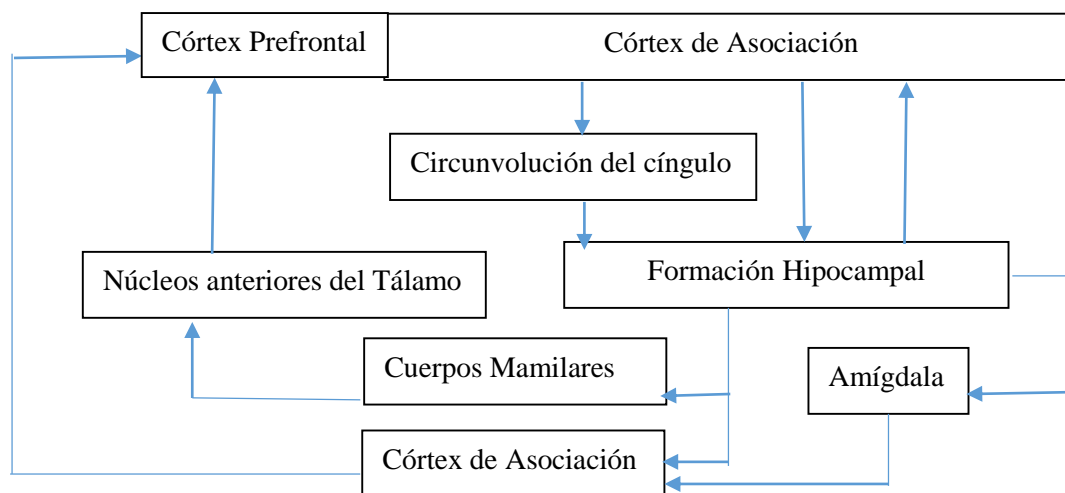 Córtex Prefrontal
Córtex de Asociación
Circunvolución del cíngulo
Formación Hipocampal
Núcleos anteriores del Tálamo
Cuerpos Mamilares
Amígdala
Córtex de Asociación